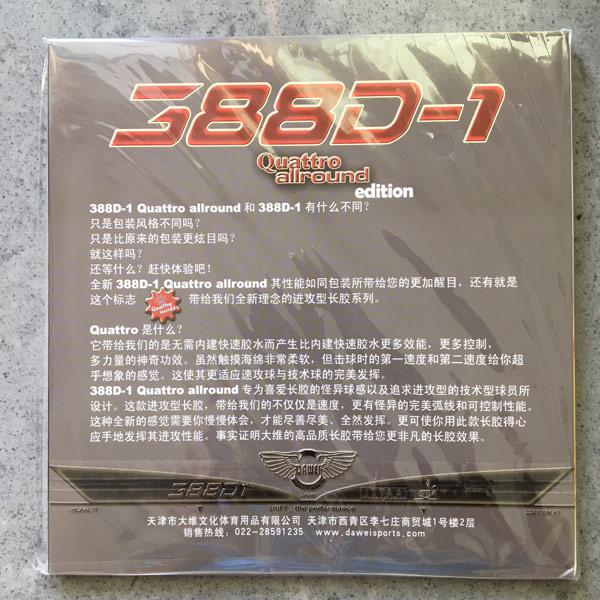 388D-1
Quattro
allround
edition
388D-1 Quattro allround 和 388D-1 有什么不同？
只是包装风格不同吗？
只是比原来的包装更炫目吗？
就这样吗？
还等什么？赶快体验吧！
全新 388D-1 Quattro allround 其性能如同包装所带给您的更加醒目，还有就是
这个标志 Quattro inside 带给我们全新理念的进攻型长胶系列。
Quattro 是什么？
它带给我们的是无需内建快速胶水而产生比内建快速胶水更多效能，更多控制，
多力量的神奇功效。虽然触摸海绵非常柔软，但击球时的第一速度和第二速度给你超
乎想象的感觉。这使其更适应速攻球与技术球的完美发挥。
388D-1 Quattro allround 专为喜爱长胶的怪异球感以及追求进攻型的技术型球员所
设计。这款进攻型长胶，带给我们的不仅仅是速度，更有怪异的完美弧线和可控制性能。
这种全新的感觉需要你慢慢体会，才能尽善尽美、全然发挥。更可使你用此款长胶得心
应手地发挥其进攻性能。事实证明大维的高品质长胶带给您更非凡的长胶效果。
DAWEI
388D1
SHIFT the performance
天津市大维文化体育用品有限公司 天津市西青区李七庄商贸城1号楼2层
销售热线：022-28591235 www.daweisports.com